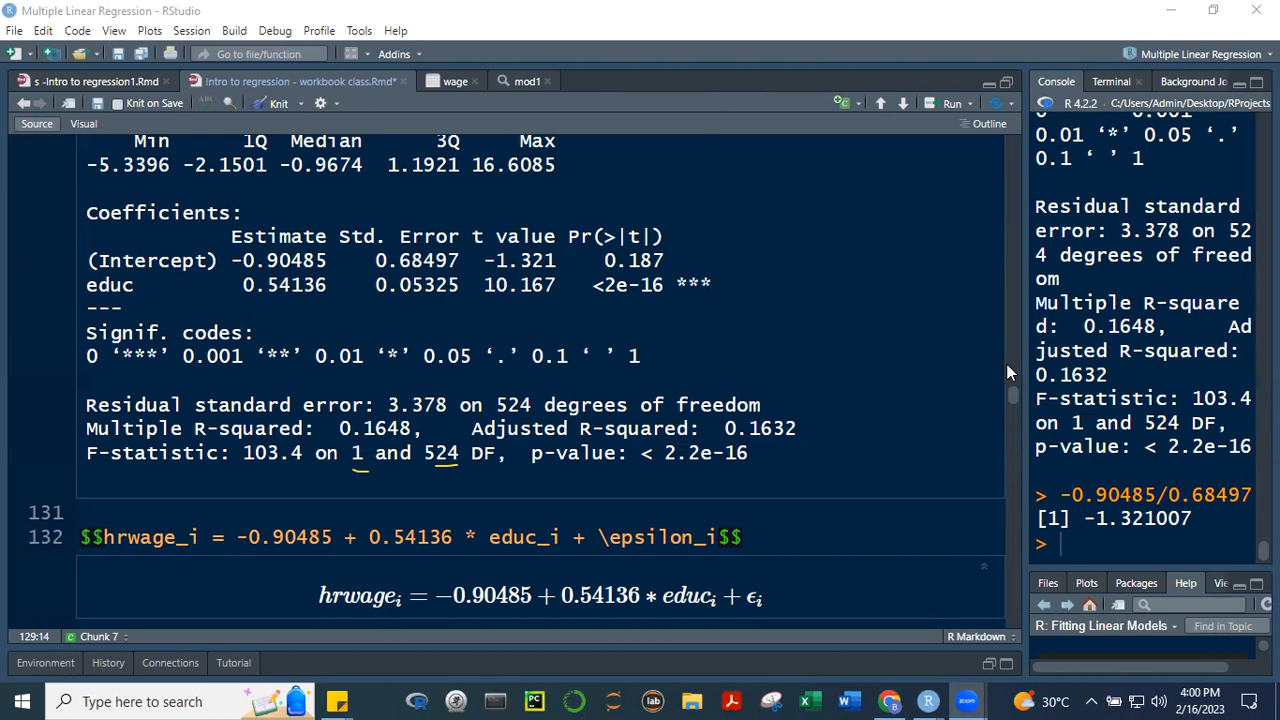 Multiple Linear Regression - RStudio
File Edit Code View Plots Session Build Debug Profile Tools Help
Go to file/function Addins Multiple Linear Regression
s -Intro to regression1.Rmd Intro to regression - workbook class.Rmd* wage mod1
Knit on Save ABC Knit Run
Source Visual Outline
Min 1Q Median 3Q Max
-5.3396 -2.1501 -0.9674 1.1921 16.6085
Coefficients:
Estimate Std. Error t value Pr(>|t|)
(Intercept) -0.90485 0.68497 -1.321 0.187
educ 0.54136 0.05325 10.167 <2e-16 ***
---
Signif. codes:
0 ‘***’ 0.001 ‘**’ 0.01 ‘*’ 0.05 ‘.’ 0.1 ‘ ’ 1
Residual standard error: 3.378 on 524 degrees of freedom
Multiple R-squared: 0.1648, Adjusted R-squared: 0.1632
F-statistic: 103.4 on 1 and 524 DF, p-value: < 2.2e-16
131
132 $$hrwage_i = -0.90485 + 0.54136 * educ_i + \epsilon_i$$
hrwageᵢ = −0.90485 + 0.54136 ∗ educᵢ + ϵᵢ
129:14 Chunk 7 R Markdown
Environment History Connections Tutorial
Console Terminal Background Jo
R 4.2.2 . C:/Users/Admin/Desktop/RProjects
0.01 ‘*’ 0.05 ‘.’
0.1 ‘ ’ 1
Residual standard
error: 3.378 on 52
4 degrees of freed
om
Multiple R-square
d: 0.1648, Ad
justed R-squared:
0.1632
F-statistic: 103.4
on 1 and 524 DF,
p-value: < 2.2e-16
> -0.90485/0.68497
[1] -1.321007
>
Files Plots Packages Help Vie
R: Fitting Linear Models Find in Topic
Type here to search PC lab 30°C 4:00 PM
2/16/2023